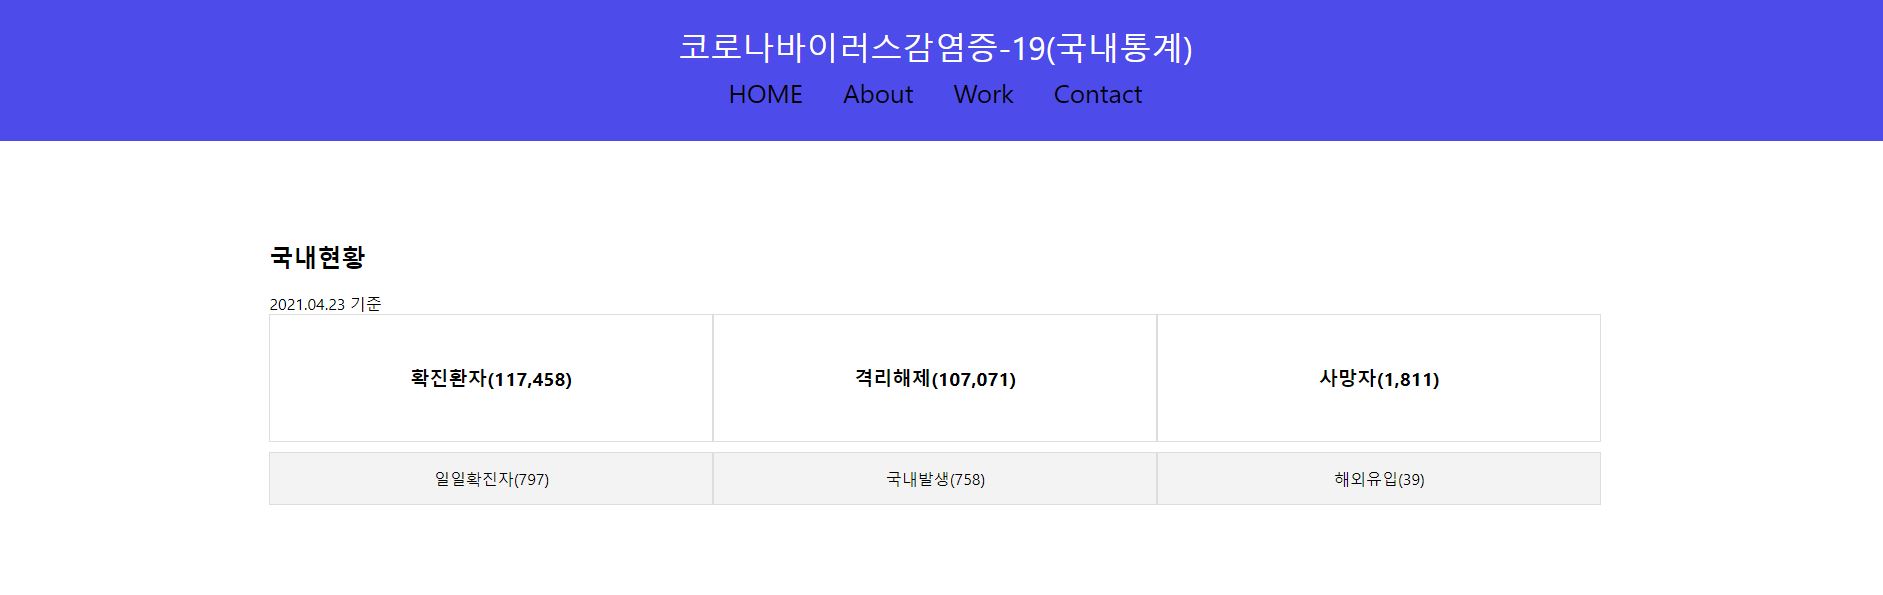 코로나바이러스감염증-19(국내통계)
HOME About Work Contact
국내현황
2021.04.23 기준
확진환자(117,458) 격리해제(107,071) 사망자(1,811)
일일확진자(797) 국내발생(758) 해외유입(39)